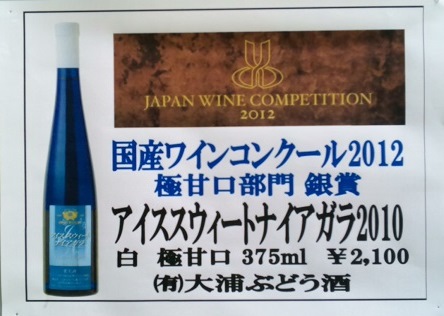 JAPAN WINE COMPETITION
2012
国産ワインコンクール2012
極甘口部門 銀賞
アイススウィートナイアガラ2010
白 極甘口 375ml ￥2,100
㈲大浦ぶどう酒